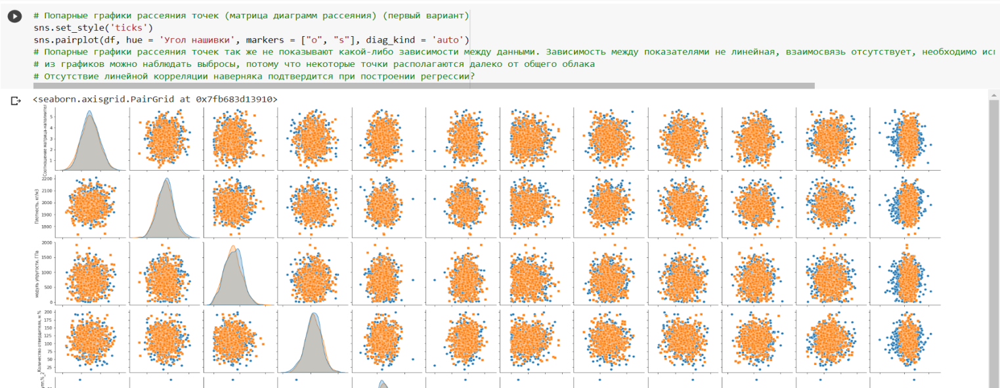 # Попарные графики рассеяния точек (матрица диаграмм рассеяния) (первый вариант)
sns.set_style('ticks')
sns.pairplot(df, hue = 'Угол нашивки', markers = ["o", "s"], diag_kind = 'auto')
# Попарные графики рассеяния точек так же не показывают какой-либо зависимости между данными. Зависимость между показателями не линейная, взаимосвязь отсутствует, необходимо
# из графиков можно наблюдать выбросы, потому что некоторые точки располагаются далеко от общего облака
# Отсутствие линейной корреляции наверняка подтвердится при построении регрессии?
<seaborn.axisgrid.PairGrid at 0x7fb683d13910>
Соотношение матрица-наполнител
5
4
3
2
1
Плотность, кг/м3
2200
2100
2000
1900
1800
модуль упругости, ГПа
2000
1500
1000
500
0
Количество отвердителя, м.%
200
175
150
125
100
75
50
25